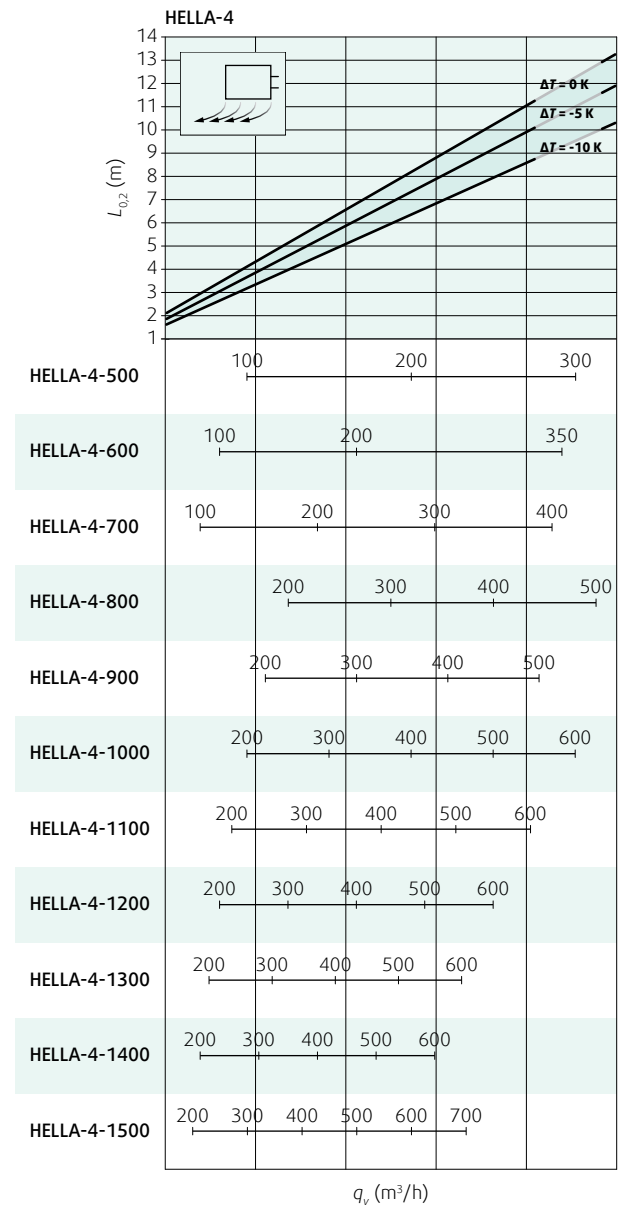 HELLA-4
14
13
12
11
10
9
8
7
6
5
4
3
2
1
L0,2 (m)
ΔT = 0 K
ΔT = -5 K
ΔT = -10 K
HELLA-4-500 100 200 300
HELLA-4-600 100 200 350
HELLA-4-700 100 200 300 400
HELLA-4-800 200 300 400 500
HELLA-4-900 200 300 400 500
HELLA-4-1000 200 300 400 500 600
HELLA-4-1100 200 300 400 500 600
HELLA-4-1200 200 300 400 500 600
HELLA-4-1300 200 300 400 500 600
HELLA-4-1400 200 300 400 500 600
HELLA-4-1500 200 300 400 500 600 700
qv (m³/h)